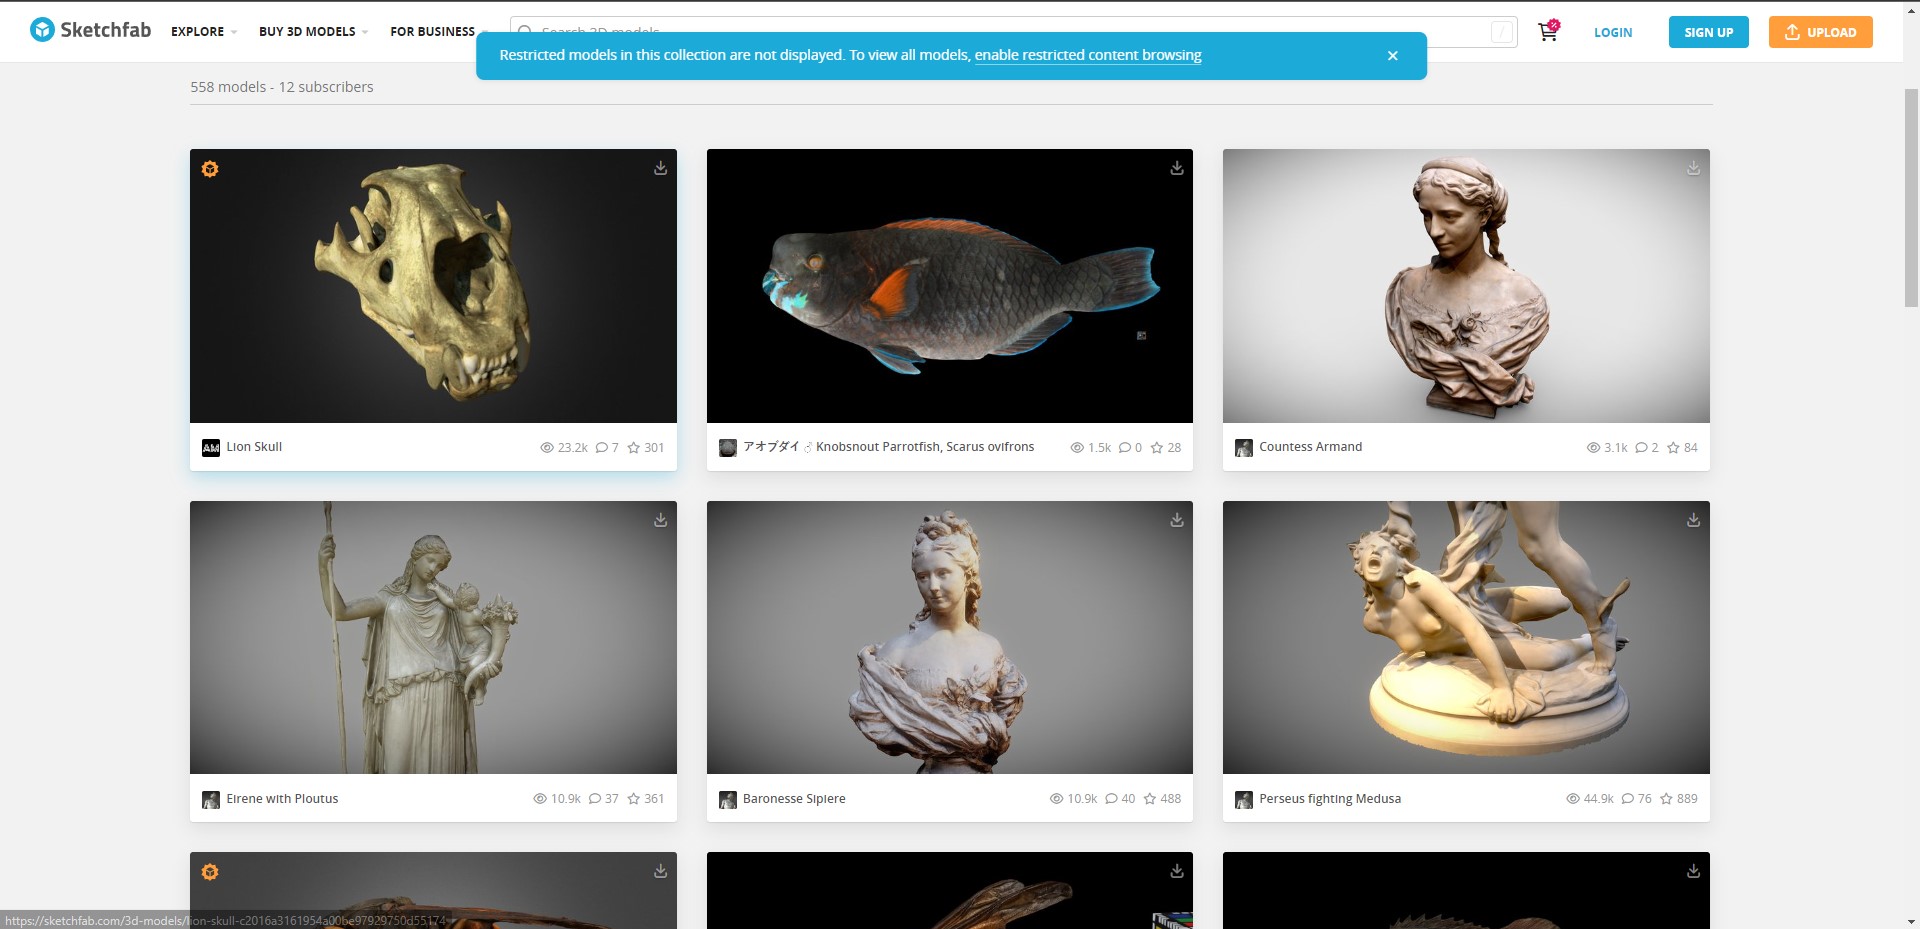 Sketchfab
EXPLORE
BUY 3D MODELS
FOR BUSINESS
Search 3D models
/
LOGIN
SIGN UP
UPLOAD
Restricted models in this collection are not displayed. To view all models, enable restricted content browsing
558 models - 12 subscribers
AM Lion Skull 23.2k 7 301
アオブダイ Knobsnout Parrotfish, Scarus ovifrons 1.5k 0 28
Countess Armand 3.1k 2 84
Eirene with Ploutus 10.9k 37 361
Baronesse Sipiere 10.9k 40 488
Perseus fighting Medusa 44.9k 76 889
https://sketchfab.com/3d-models/lion-skull-c2016a3161954a00be97929750d55174